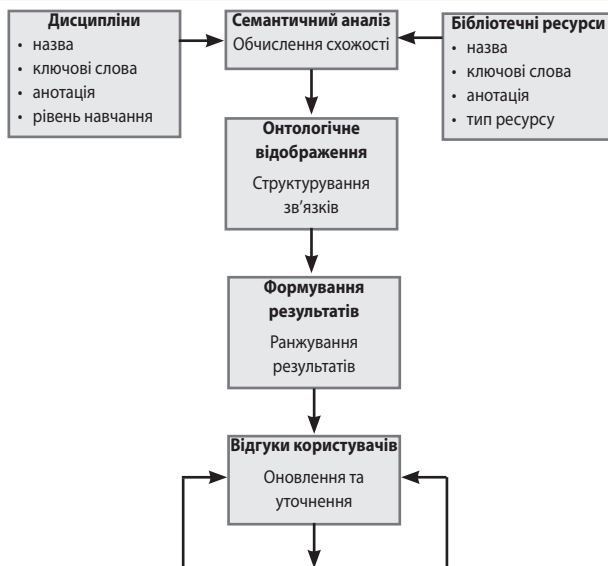 Дисципліни
• назва
• ключові слова
• анотація
• рівень навчання
Семантичний аналіз
Обчислення схожості
Бібліотечні ресурси
• назва
• ключові слова
• анотація
• тип ресурсу
Онтологічне
відображення
Структурування
зв'язків
Формування
результатів
Ранжування
результатів
Відгуки користувачів
Оновлення та
уточнення